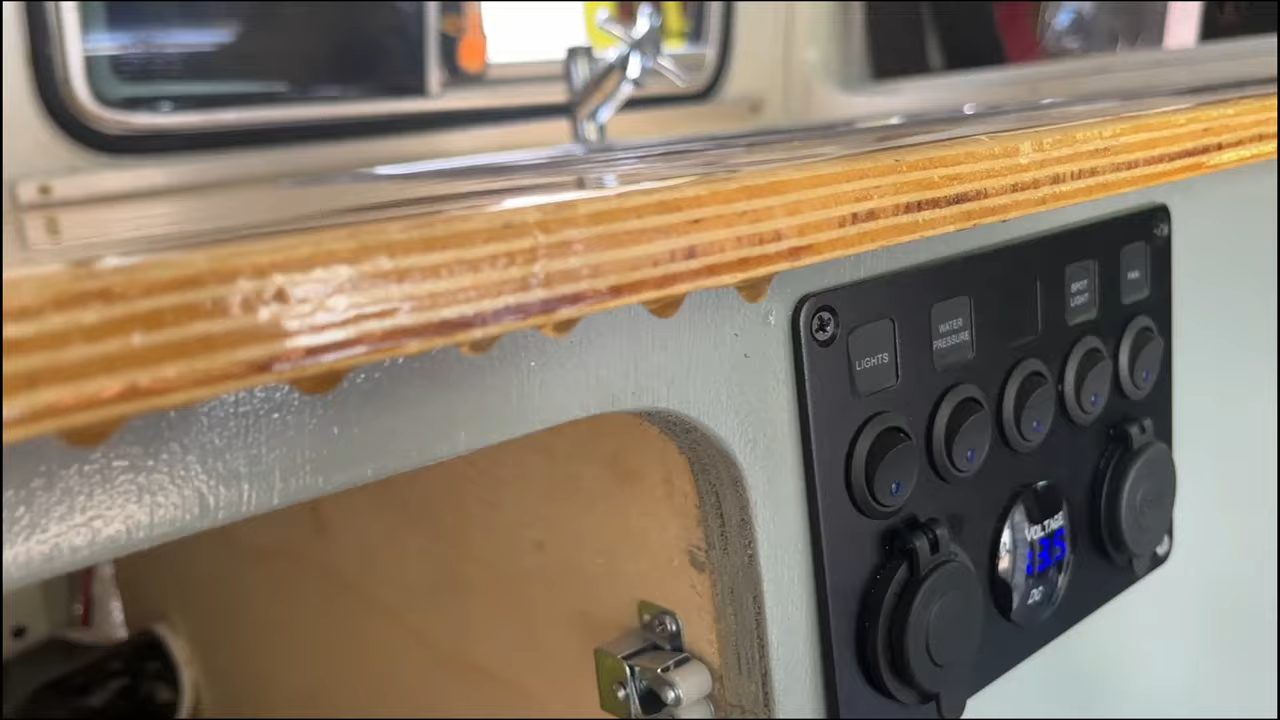 LIGHTS
WATER
PRESSURE
SPOT
LIGHT
FAN
VOLTAGE
13.5
DC